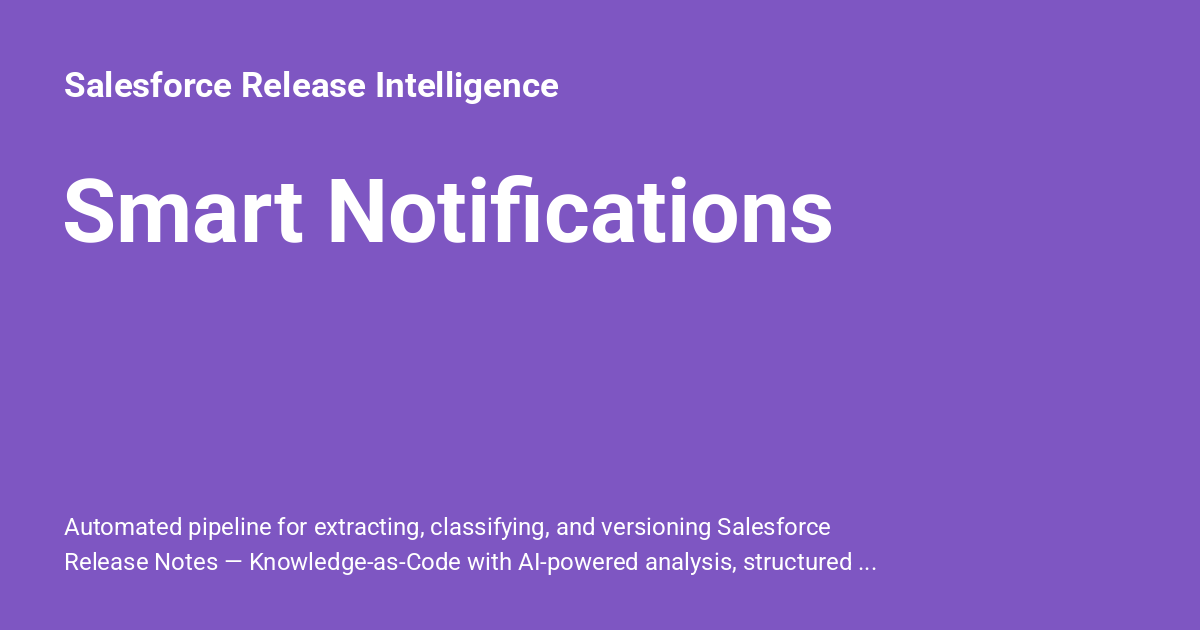 Salesforce Release Intelligence
Smart Notifications
Automated pipeline for extracting, classifying, and versioning Salesforce
Release Notes — Knowledge-as-Code with AI-powered analysis, structured ...